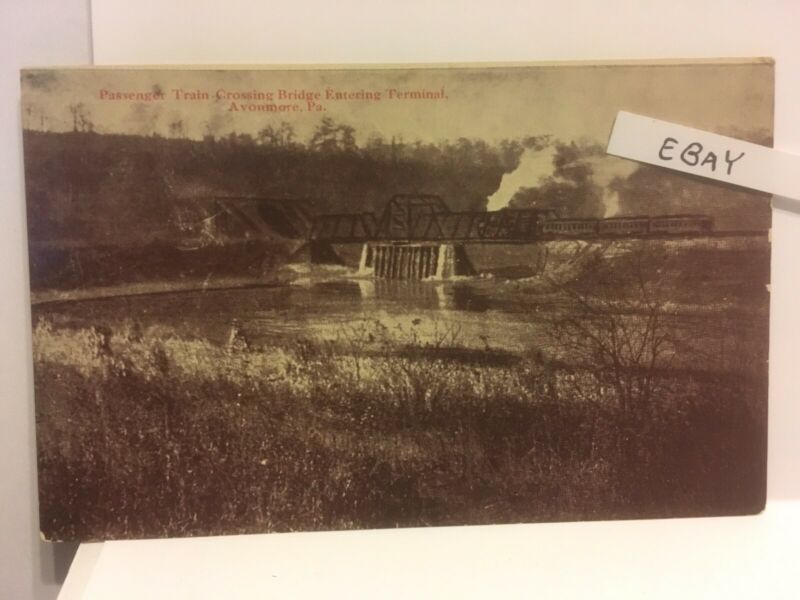 Passenger Train Crossing Bridge Entering Terminal,
Avonmore, Pa.
EBAY